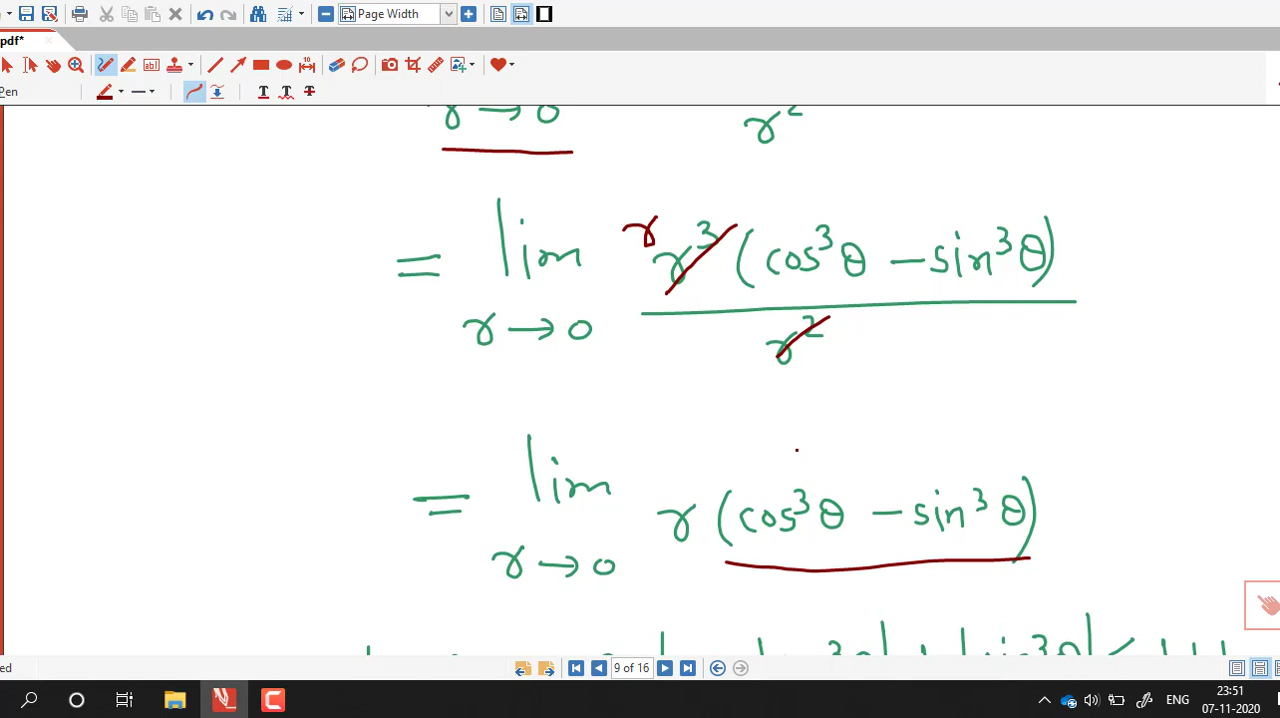 Page Width
pdf*
Pen
r → 0 r²
= lim r r³ (cos³θ − sin³θ)
r → 0 r²
= lim r (cos³θ − sin³θ)
r → 0
9 of 16
ENG
23:51
07-11-2020